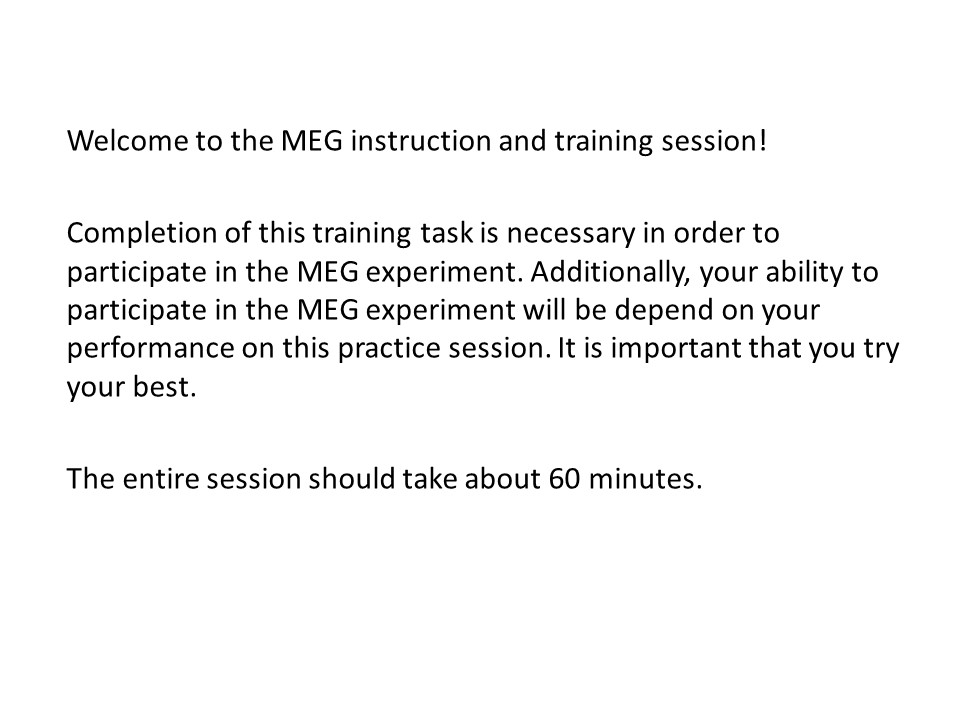 Welcome to the MEG instruction and training session!
Completion of this training task is necessary in order to
participate in the MEG experiment. Additionally, your ability to
participate in the MEG experiment will be depend on your
performance on this practice session. It is important that you try
your best.
The entire session should take about 60 minutes.